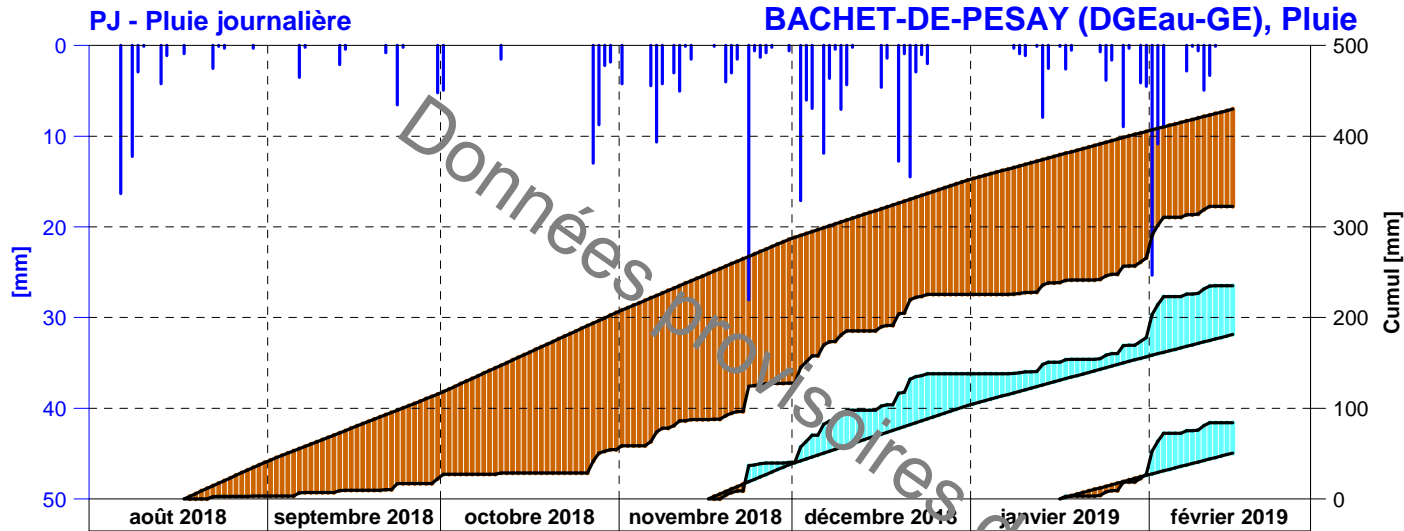 PJ - Pluie journalière
BACHET-DE-PESAY (DGEau-GE), Pluie
0
10
20
30
40
50
[mm]
500
400
300
200
100
0
Cumul [mm]
Données provisoires
août 2018
septembre 2018
octobre 2018
novembre 2018
décembre 2018
janvier 2019
février 2019